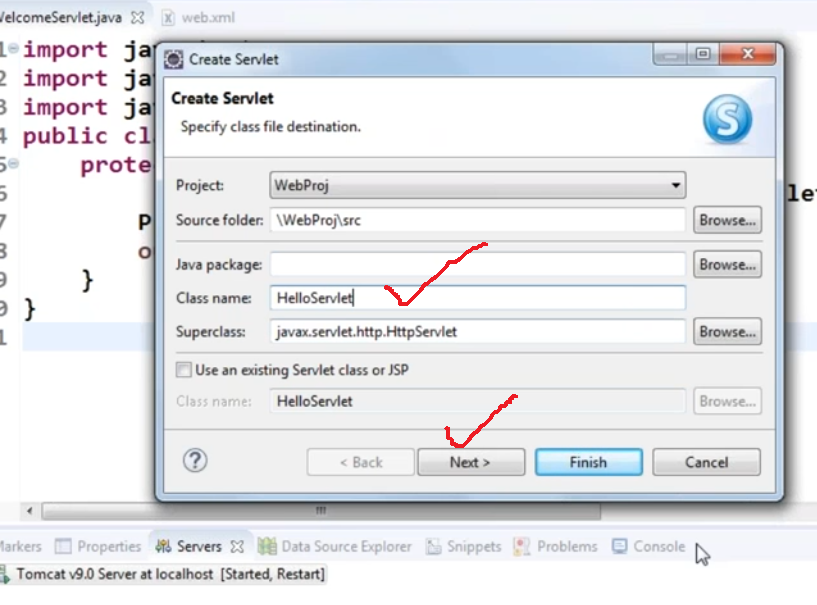 WelcomeServlet.java web.xml
1 import ja
2 import ja
3 import ja
4 public cl
5 prote
6 let
7 P
8 o
9 }
0 }
1
Create Servlet
Create Servlet
Specify class file destination.
S
Project: WebProj
Source folder: \WebProj\src Browse...
Java package: Browse...
Class name: HelloServlet
Superclass: javax.servlet.http.HttpServlet Browse...
Use an existing Servlet class or JSP
Class name: HelloServlet Browse...
? < Back Next > Finish Cancel
Markers Properties Servers Data Source Explorer Snippets Problems Console
Tomcat v9.0 Server at localhost [Started, Restart]